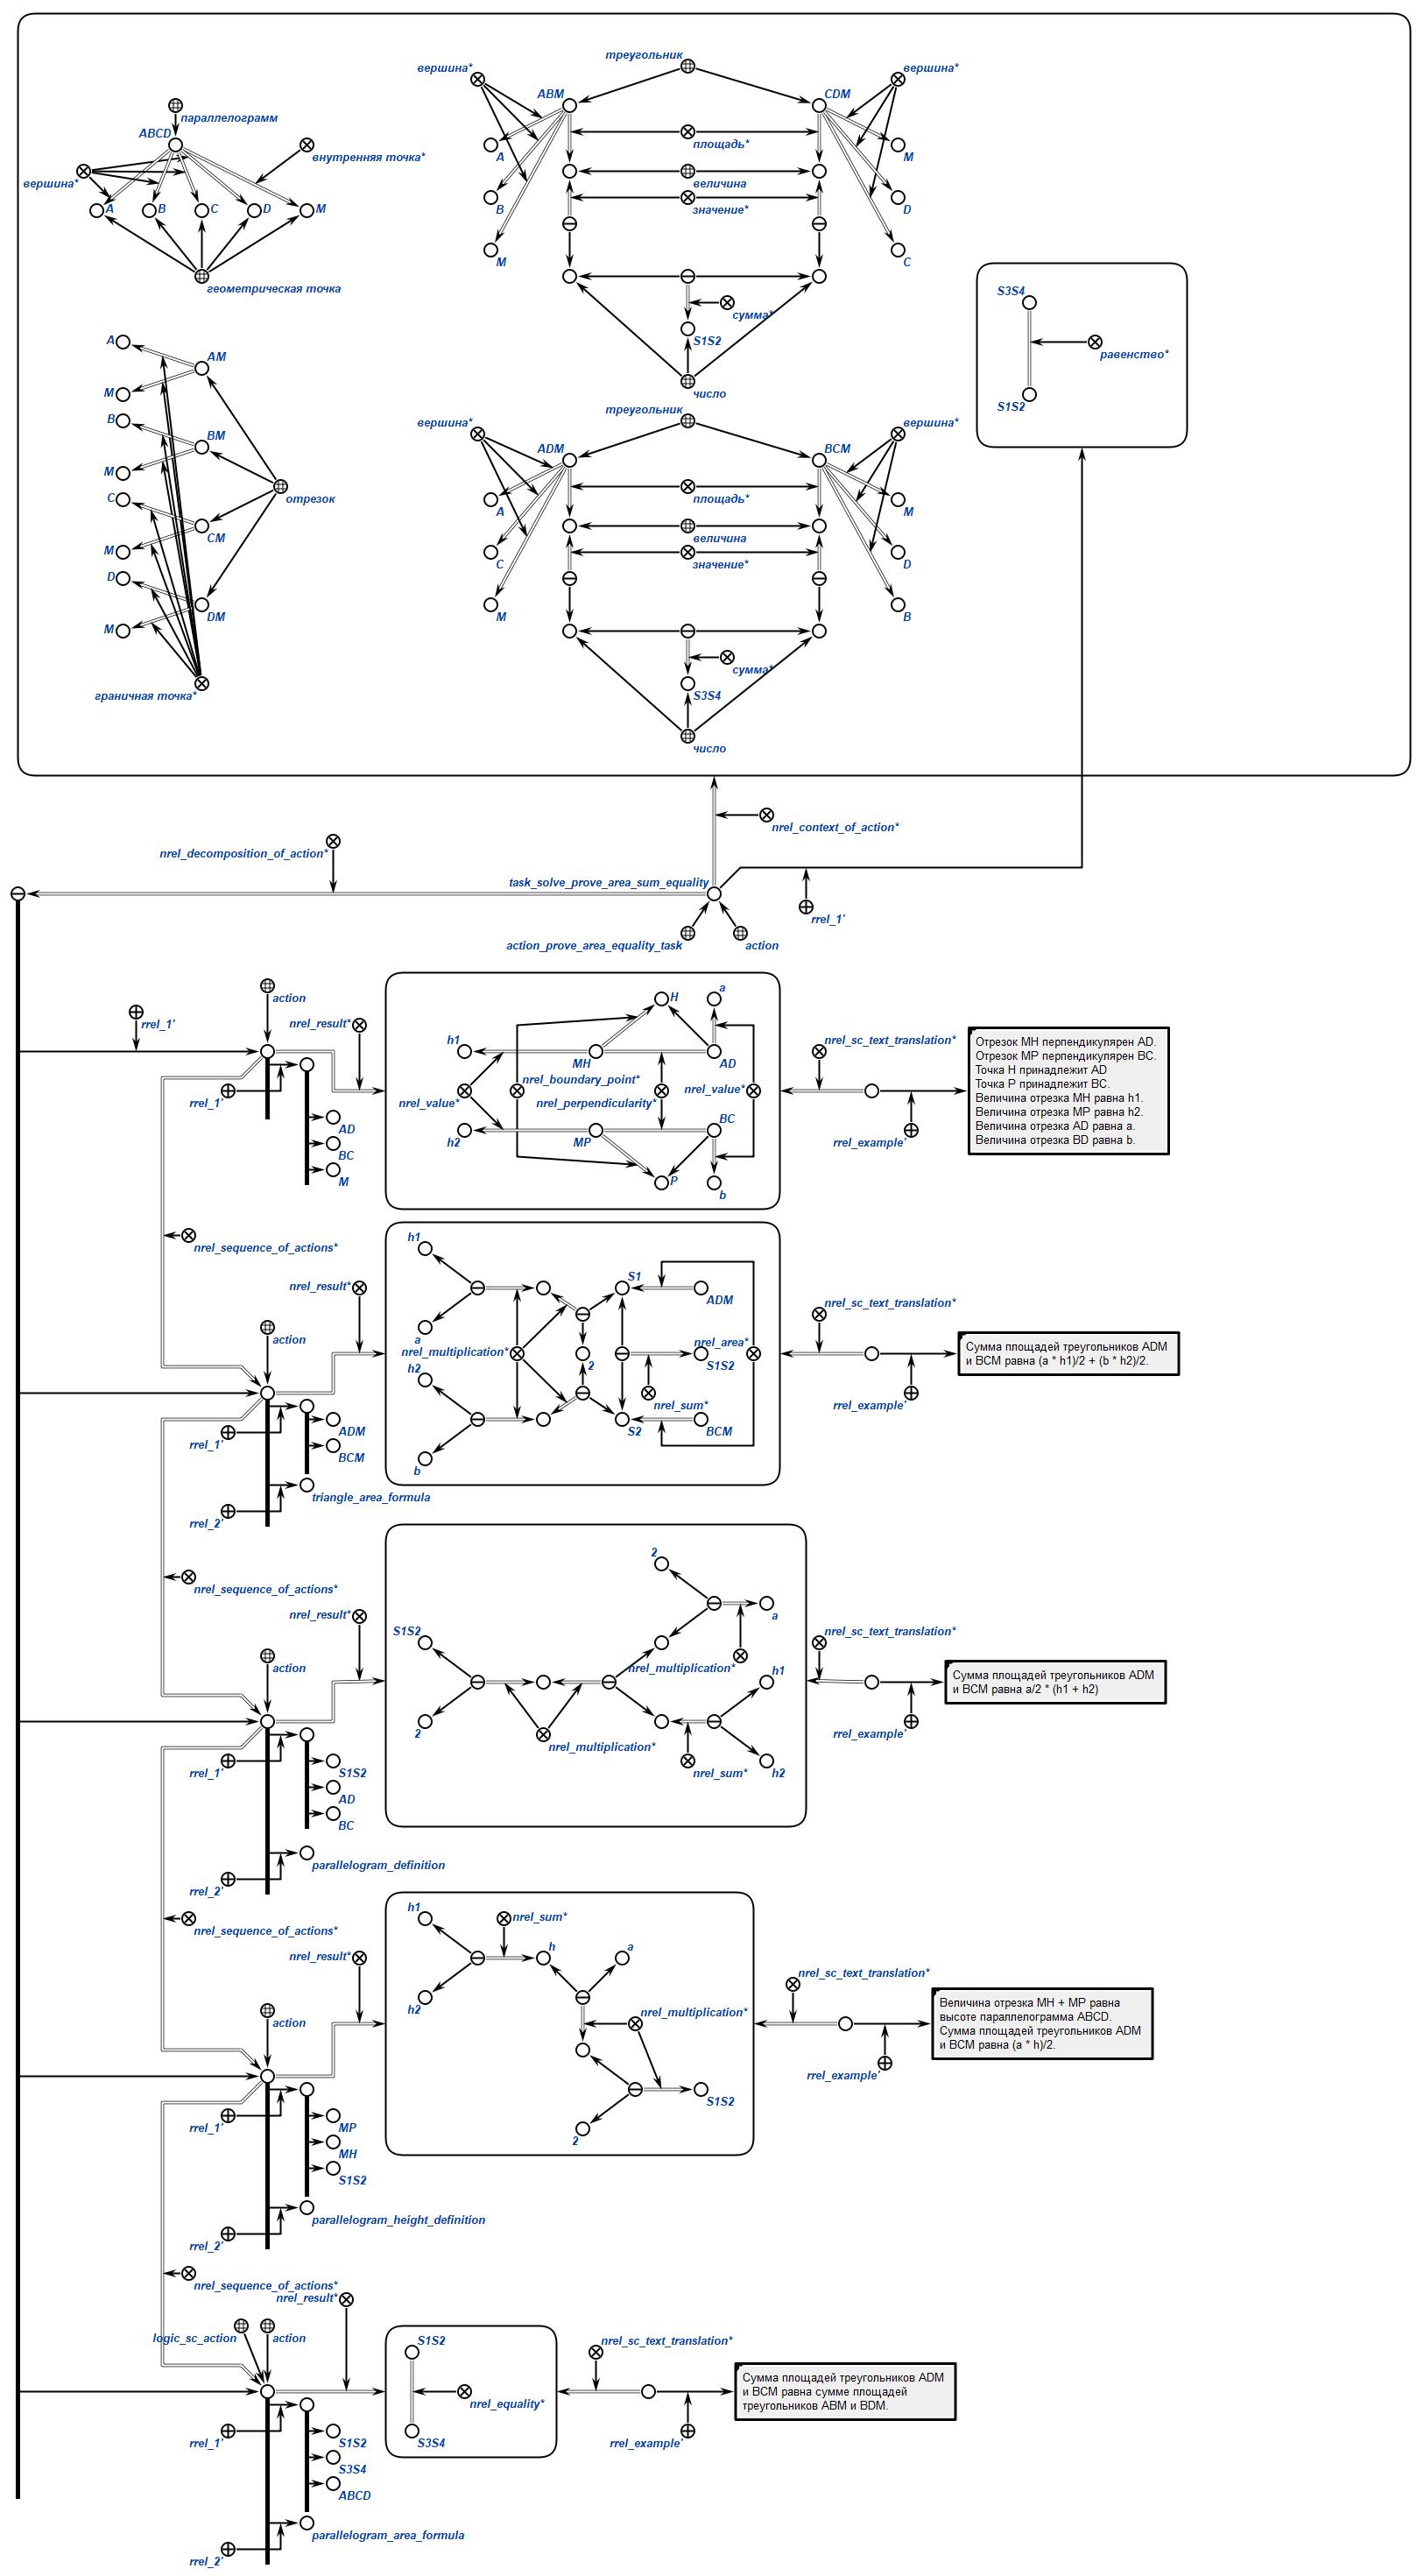 треугольник
вершина*
вершина*
ABM
CDM
параллелограмм
ABCD
внутренняя точка*
вершина*
площадь*
A
M
величина
B
D
значение*
A
B
C
D
M
M
C
геометрическая точка
сумма*
S1S2
число
S3S4
равенство*
S1S2
A
AM
M
B
BM
M
C
отрезок
CM
M
D
DM
M
граничная точка*
треугольник
вершина*
вершина*
ADM
BCM
площадь*
A
M
величина
значение*
C
D
M
B
сумма*
S3S4
число
nrel_context_of_action*
nrel_decomposition_of_action*
task_solve_prove_area_sum_equality
rrel_1'
action_prove_area_equality_task
action
action
rrel_1'
nrel_result*
H
a
h1
MH
AD
nrel_boundary_point*
nrel_value*
nrel_value*
nrel_perpendicularity*
BC
h2
MP
P
b
nrel_sc_text_translation*
rrel_example'
Отрезок MH перпендикулярен AD.
Отрезок MP перпендикулярен BC.
Точка H принадлежит AD
Точка P принадлежит BC.
Величина отрезка MH равна h1.
Величина отрезка MP равна h2.
Величина отрезка AD равна a.
Величина отрезка BD равна b.
rrel_1'
AD
BC
M
nrel_sequence_of_actions*
nrel_result*
action
h1
S1
ADM
a
nrel_multiplication*
nrel_area*
h2
2
S1S2
nrel_sum*
S2
BCM
b
nrel_sc_text_translation*
rrel_example'
Сумма площадей треугольников ADM
и BCM равна (a * h1)/2 + (b * h2)/2.
rrel_1'
ADM
BCM
triangle_area_formula
rrel_2'
nrel_sequence_of_actions*
nrel_result*
action
2
a
S1S2
nrel_multiplication*
h1
2
nrel_multiplication*
nrel_sum*
h2
nrel_sc_text_translation*
rrel_example'
Сумма площадей треугольников ADM
и BCM равна a/2 * (h1 + h2)
rrel_1'
S1S2
AD
BC
parallelogram_definition
rrel_2'
nrel_sequence_of_actions*
nrel_result*
action
h1
nrel_sum*
h
a
h2
nrel_multiplication*
S1S2
2
nrel_sc_text_translation*
rrel_example'
Величина отрезка MH + MP равна
высоте параллелограмма ABCD.
Сумма площадей треугольников ADM
и BCM равна (a * h)/2.
rrel_1'
MP
MH
S1S2
parallelogram_height_definition
rrel_2'
nrel_sequence_of_actions*
nrel_result*
logic_sc_action
action
S1S2
nrel_equality*
S3S4
nrel_sc_text_translation*
rrel_example'
Сумма площадей треугольников ADM
и BCM равна сумме площадей
треугольников ABM и BDM.
rrel_1'
S1S2
S3S4
ABCD
parallelogram_area_formula
rrel_2'